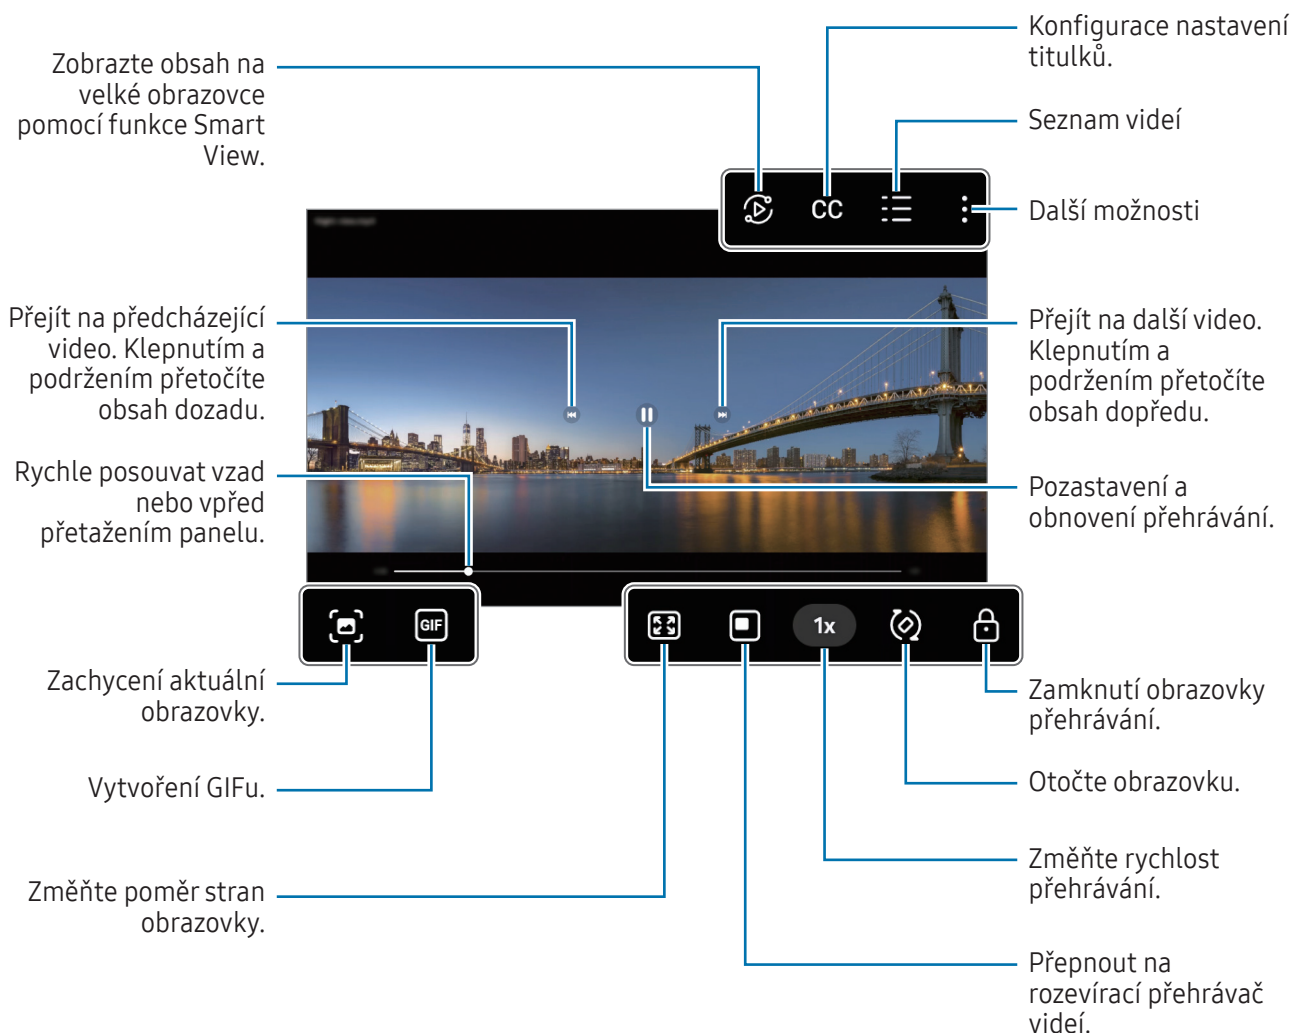 Konfigurace nastavení
titulků.
Zobrazte obsah na
velké obrazovce
pomocí funkce Smart
View.
Seznam videí
CC
Další možnosti
Přejít na předcházející
video. Klepnutím a
podržením přetočíte
obsah dozadu.
Přejít na další video.
Klepnutím a
podržením přetočíte
obsah dopředu.
Rychle posouvat vzad
nebo vpřed
přetažením panelu.
Pozastavení a
obnovení přehrávání.
GIF
1x
Zachycení aktuální
obrazovky.
Zamknutí obrazovky
přehrávání.
Vytvoření GIFu.
Otočte obrazovku.
Změňte poměr stran
obrazovky.
Změňte rychlost
přehrávání.
Přepnout na
rozevírací přehrávač
videí.